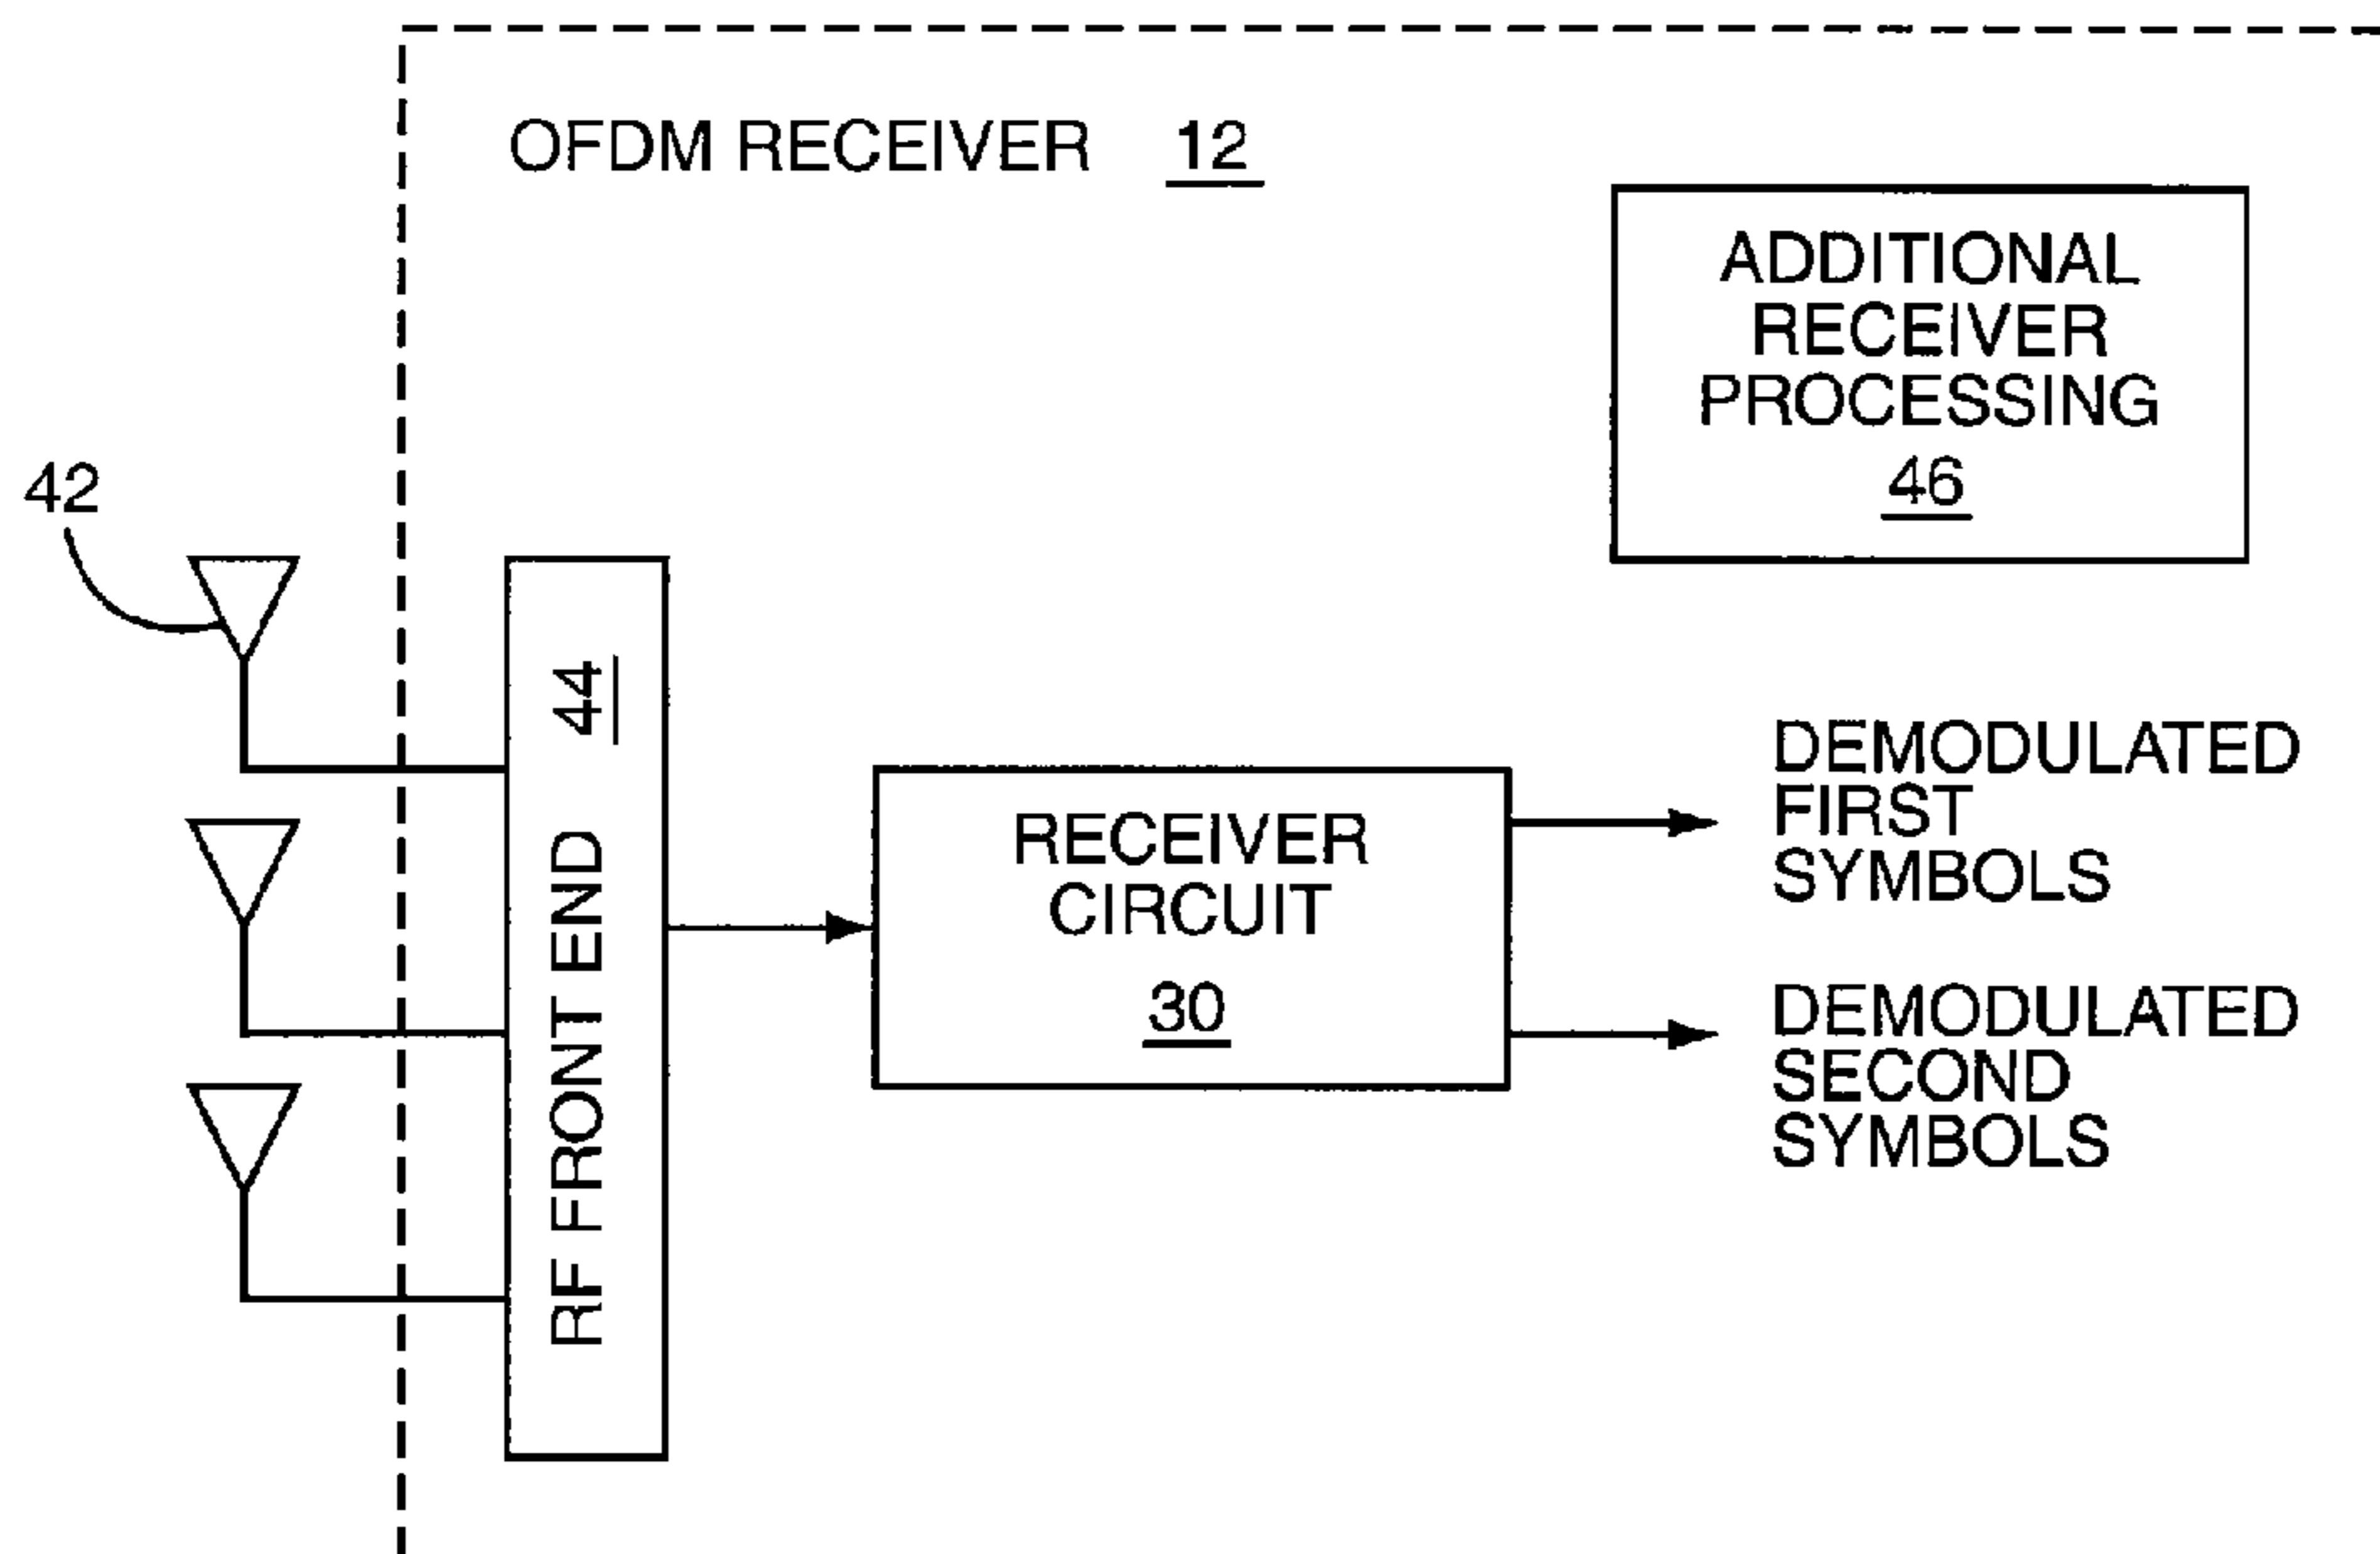 OFDM RECEIVER 12
ADDITIONAL
RECEIVER
PROCESSING
46
42
RF FRONT END 44
RECEIVER
CIRCUIT
30
DEMODULATED
FIRST
SYMBOLS
DEMODULATED
SECOND
SYMBOLS